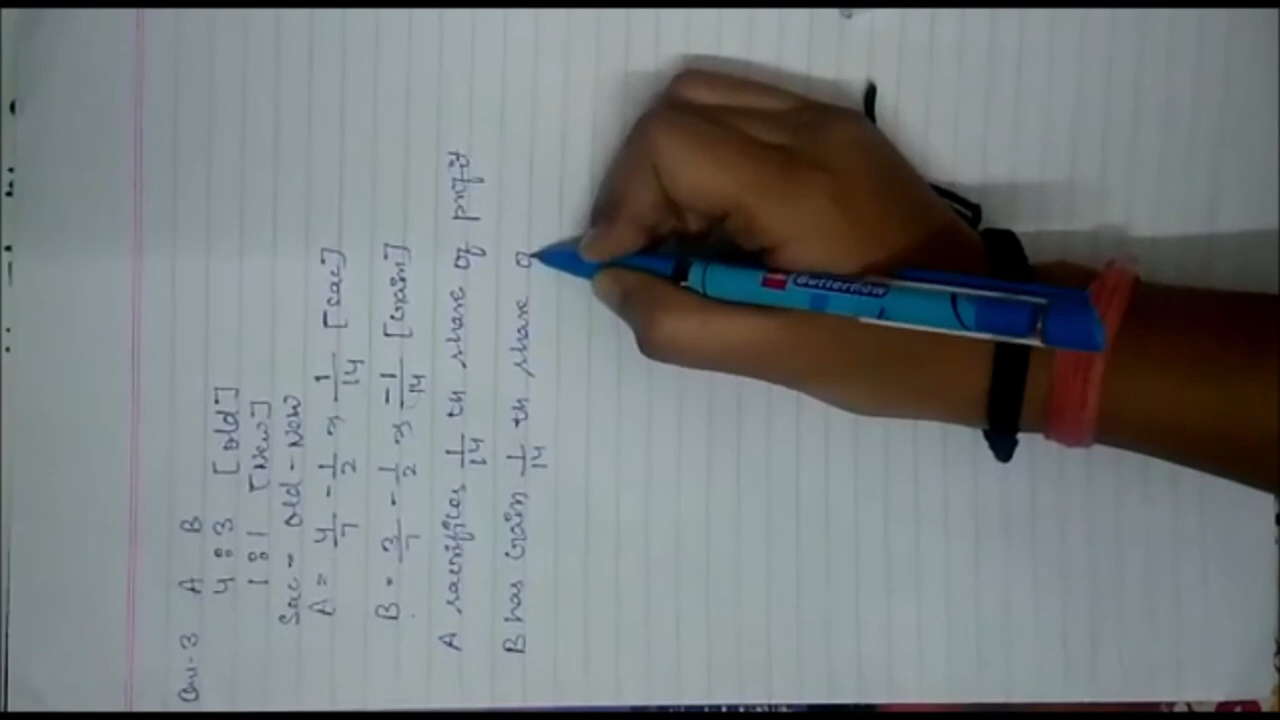 Qu-3 A B
4 : 3 [Old]
1 : 1 [New]
Sac - Old - New
A = 4/7 - 1/2 ⇒ 1/14 [Sac]
B = 3/7 - 1/2 ⇒ -1/14 [Gain]
A sacrifices 1/14 th share of profit
B has Gain 1/14 th share o
Butterflow